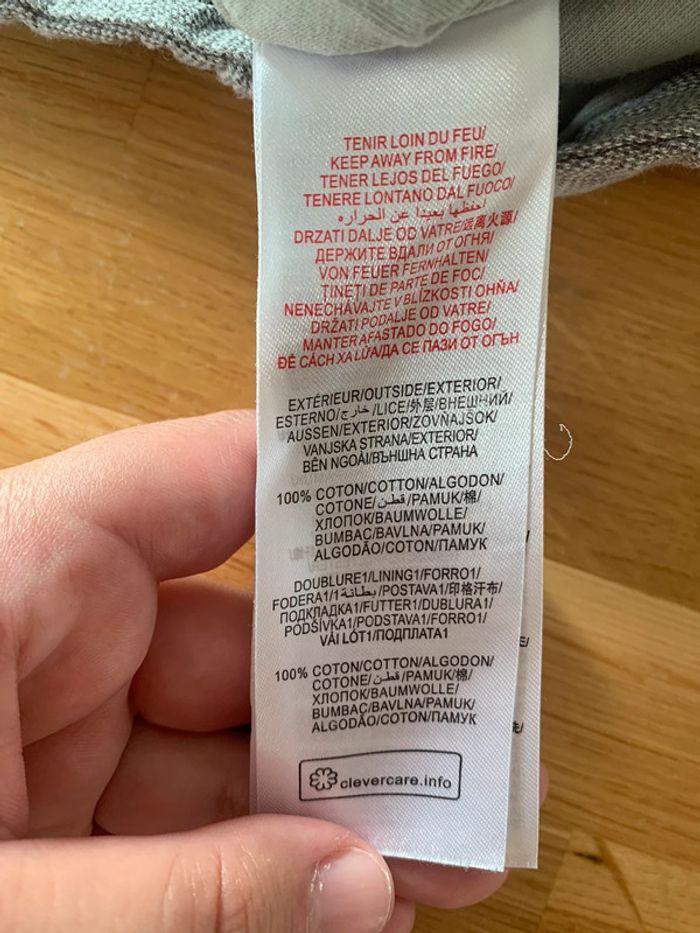 TENIR LOIN DU FEU/
KEEP AWAY FROM FIRE/
TENER LEJOS DEL FUEGO/
TENERE LONTANO DAL FUOCO/
احفظها بعيدا عن الحراره
DRZATI DALJE OD VATRE/远离火源/
ДЕРЖИТЕ ВДАЛИ ОТ ОГНЯ/
VON FEUER FERNHALTEN/
TINETI DE PARTE DE FOC/
NENECHÁVAJTE V BLÍZKOSTI OHŇA/
DRŽATI PODALJE OD VATRE/
MANTER AFASTADO DO FOGO/
ĐỂ CÁCH XA LỬA/ДА СЕ ПАЗИ ОТ ОГЪН
EXTÉRIEUR/OUTSIDE/EXTERIOR/
ESTERNO/خارج/LICE/外层/ВНЕШНИЙ/
AUSSEN/EXTERIOR/ZOVŇAJŠOK/
VANJSKA STRANA/EXTERIOR/
BÊN NGOÀI/ВЪНШНА СТРАНА
100% COTON/COTTON/ALGODON/
COTONE/قطن/PAMUK/棉/
ХЛОПОК/BAUMWOLLE/
BUMBAC/BAVLNA/PAMUK/
ALGODÃO/COTON/ПАМУК
DOUBLURE1/LINING1/FORRO1/
FODERA1/بطانة1/POSTAVA1/印格汗布/
ПОДКЛАДКА1/FUTTER1/DUBLURA1/
PODŠÍVKA1/PODSTAVA1/FORRO1/
VẢI LÓT1/ПОДПЛАТА1
100% COTON/COTTON/ALGODON/
COTONE/قطن/PAMUK/棉/
ХЛОПОК/BAUMWOLLE/
BUMBAC/BAVLNA/PAMUK/
ALGODÃO/COTON/ПАМУК
clevercare.info